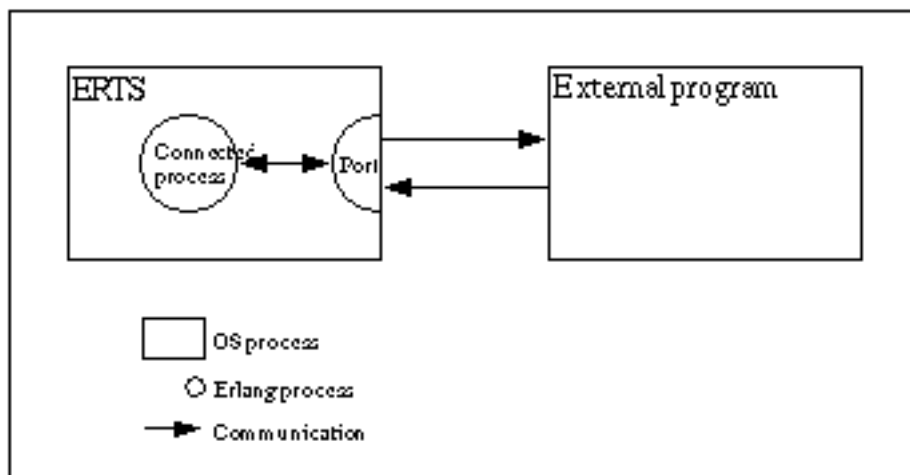 ERTS
External program
Connected
process
Port
OS process
Erlang process
Communication